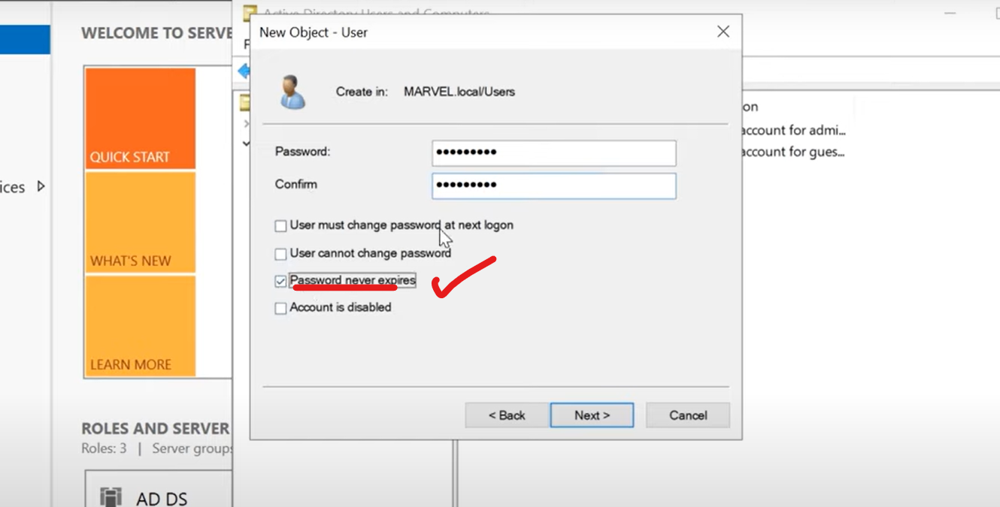 Active Directory Users and Computers
WELCOME TO SERVE
New Object - User
F
Create in: MARVEL.local/Users
on
account for admi...
account for gues...
QUICK START
Password: •••••••••
Confirm •••••••••
ices
User must change password at next logon
User cannot change password
WHAT'S NEW
Password never expires
Account is disabled
LEARN MORE
< Back Next > Cancel
ROLES AND SERVER
Roles: 3 | Server groups
AD DS